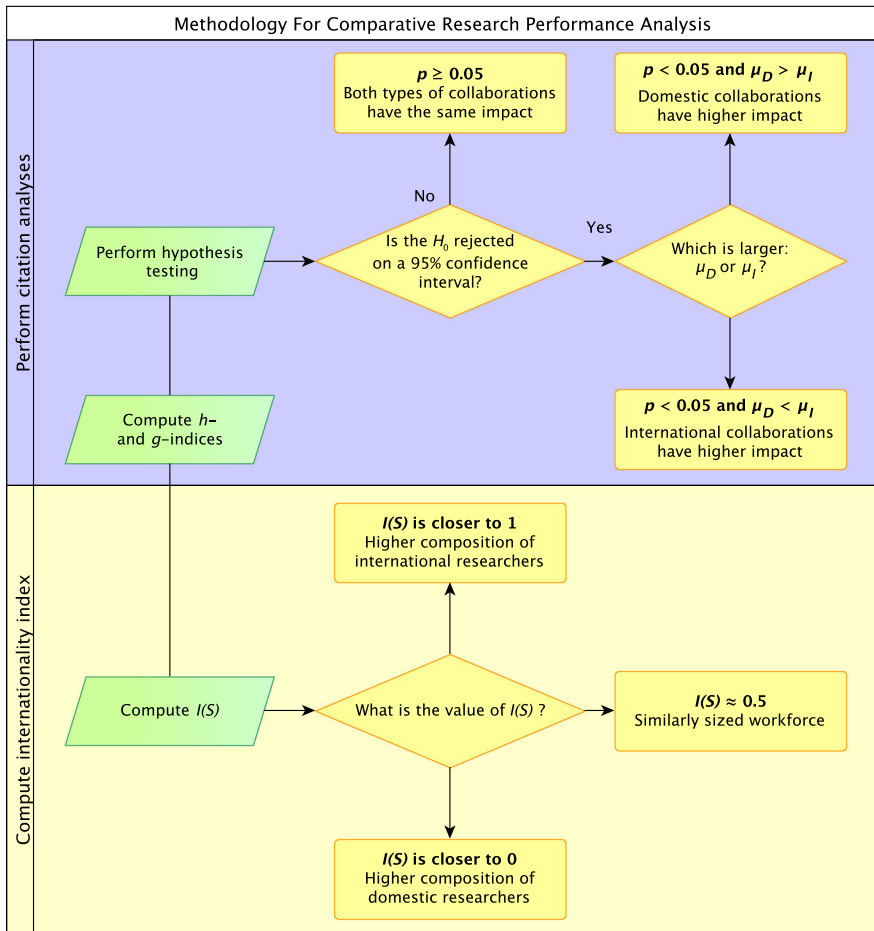 Methodology For Comparative Research Performance Analysis
Perform citation analyses
p ≥ 0.05
Both types of collaborations
have the same impact
p < 0.05 and μD > μI
Domestic collaborations
have higher impact
No
Yes
Perform hypothesis
testing
Is the H0 rejected
on a 95% confidence
interval?
Which is larger:
μD or μI ?
Compute h–
and g–indices
p < 0.05 and μD < μI
International collaborations
have higher impact
Compute internationality index
I(S) is closer to 1
Higher composition of
international researchers
Compute I(S)
What is the value of I(S) ?
I(S) ≈ 0.5
Similarly sized workforce
I(S) is closer to 0
Higher composition of
domestic researchers